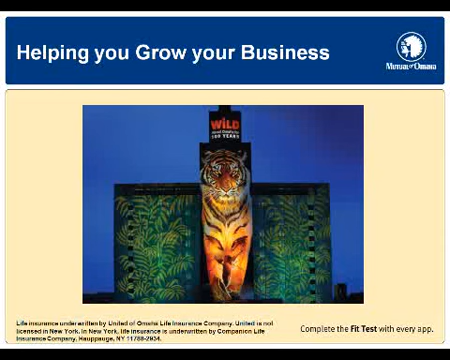 Helping you Grow your Business
Mutual of Omaha
WILD
100 YEARS
Life insurance underwritten by United of Omaha Life Insurance Company. United is not
licensed in New York. In New York, life insurance is underwritten by Companion Life
Insurance Company, Hauppauge, NY 11788-2934.
Complete the Fit Test with every app.